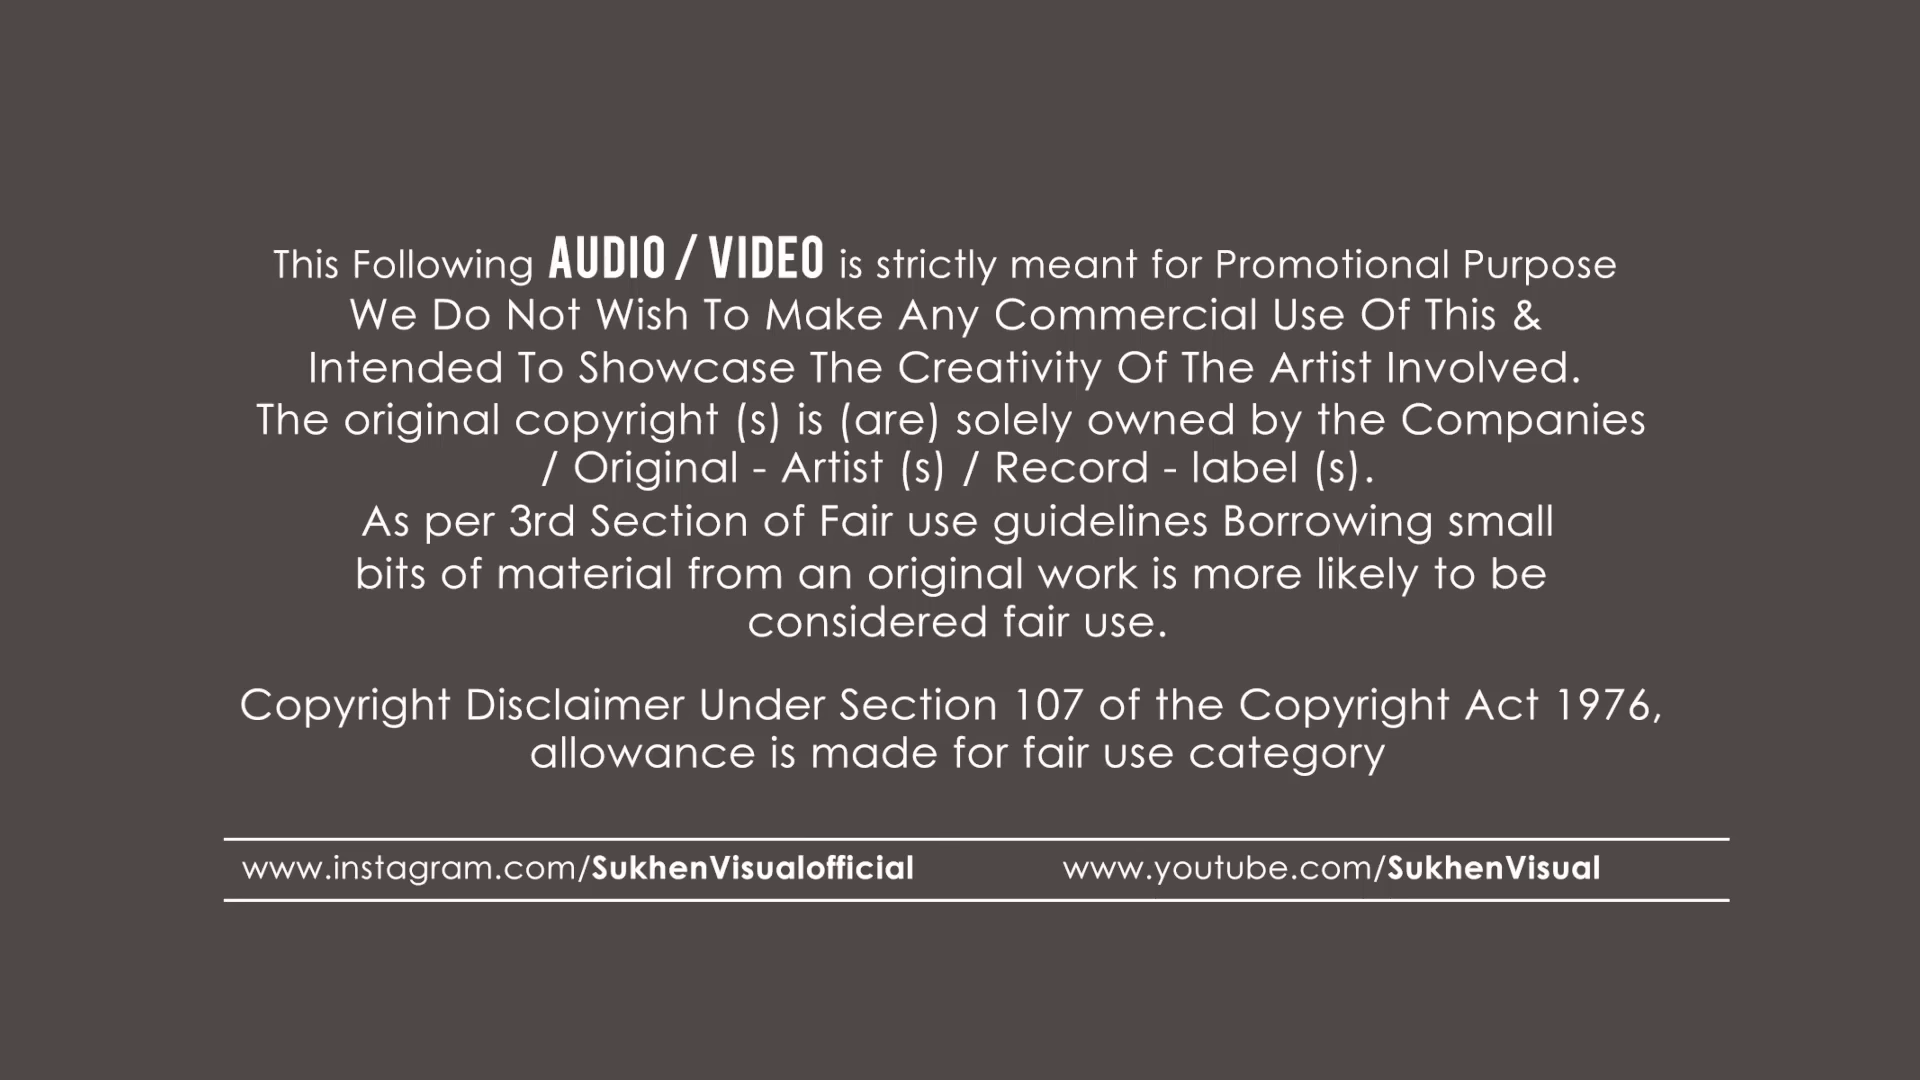 This Following AUDIO / VIDEO is strictly meant for Promotional Purpose
We Do Not Wish To Make Any Commercial Use Of This &
Intended To Showcase The Creativity Of The Artist Involved.
The original copyright (s) is (are) solely owned by the Companies
/ Original - Artist (s) / Record - label (s).
As per 3rd Section of Fair use guidelines Borrowing small
bits of material from an original work is more likely to be
considered fair use.
Copyright Disclaimer Under Section 107 of the Copyright Act 1976,
allowance is made for fair use category
www.instagram.com/SukhenVisualofficial www.youtube.com/SukhenVisual